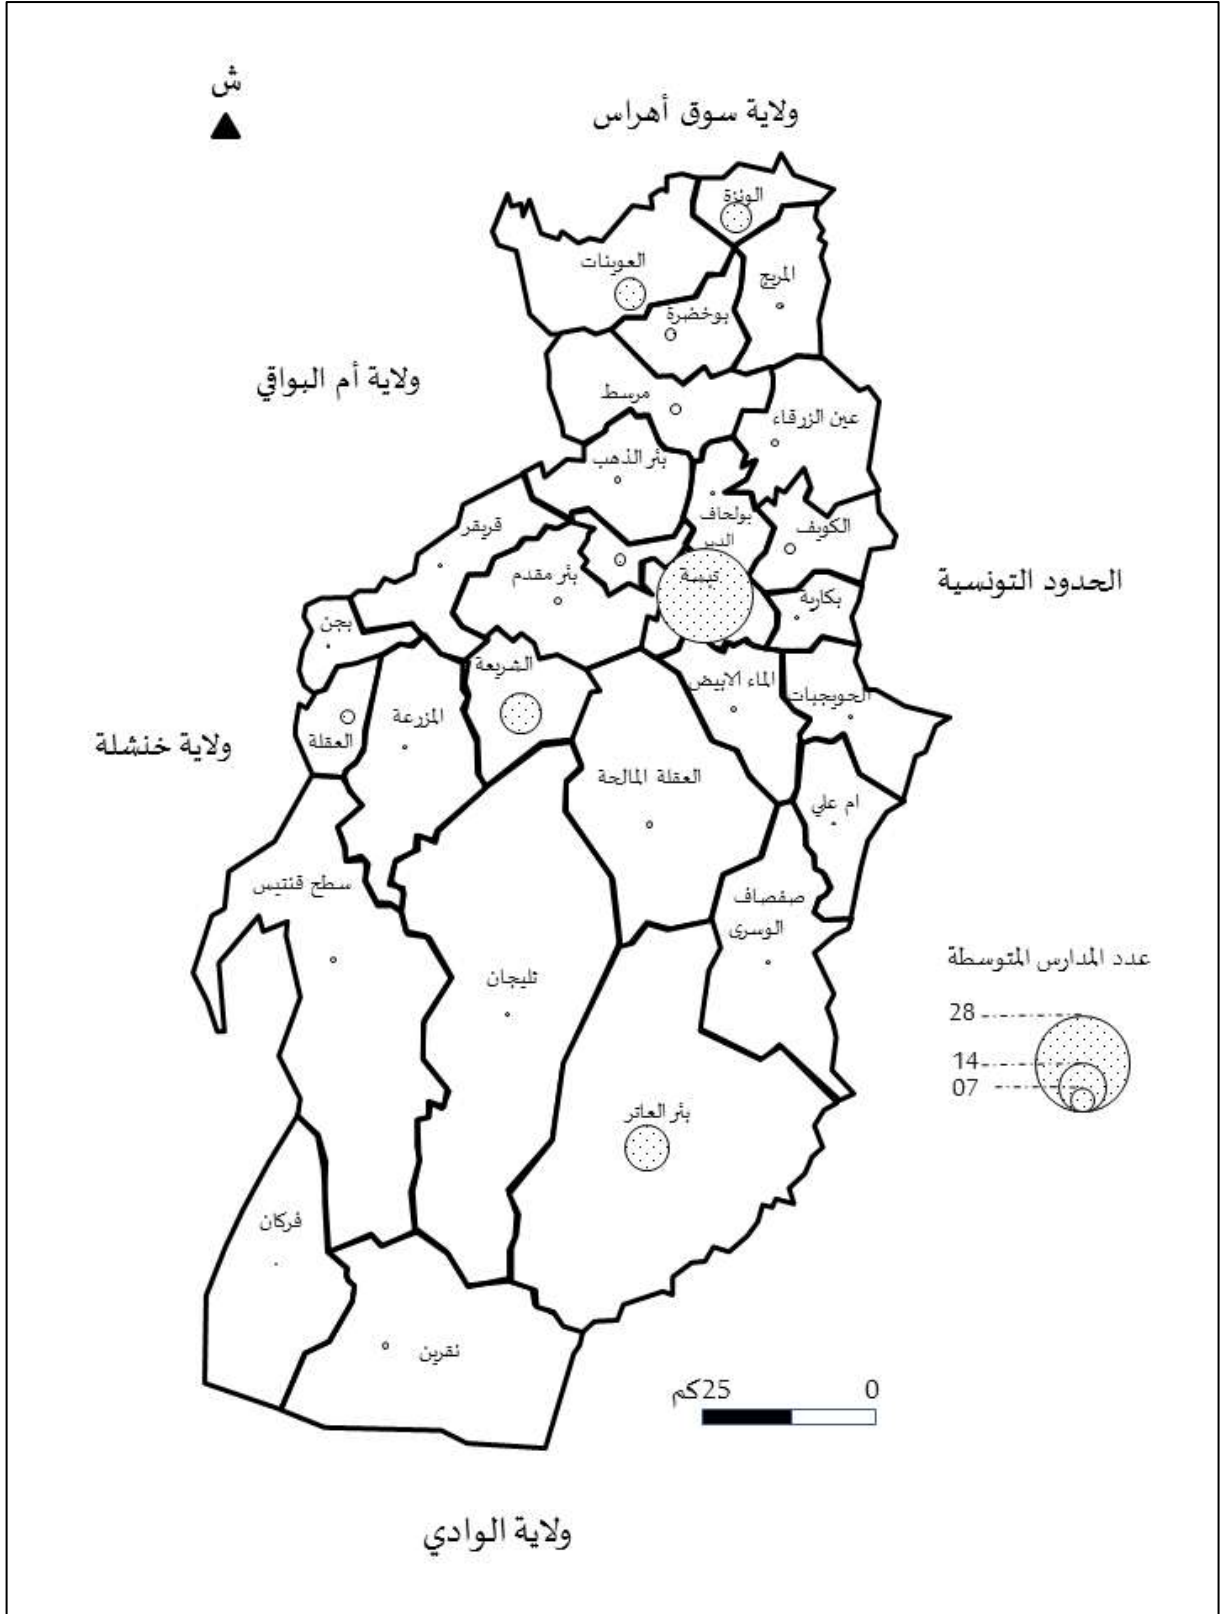 ش
ولاية سوق أهراس
الونزة
العوينات
المريج
بوخضرة
ولاية أم البواقي
مرسط
عين الزرقاء
بئر الذهب
قريقر
بولحاف
الدير
الكويف
بئر مقدم
تبسة
الحدود التونسية
بكارية
بجن
الشريعة
الماء الابيض
الحويجبات
المزرعة
العقلة
ولاية خنشلة
العقلة المالحة
ام علي
سطح قنتيس
صفصاف
الوسرى
ثليجان
عدد المدارس المتوسطة
28
14
07
بئر العاتر
فركان
نقرين
25كم
0
ولاية الوادي